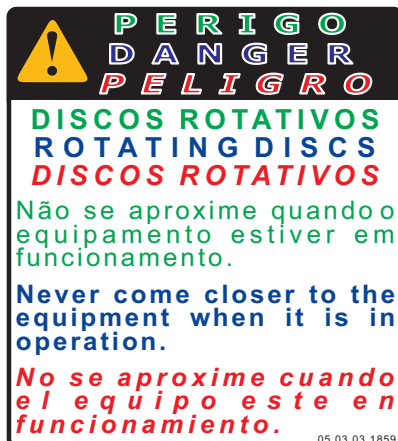 PERIGO
DANGER
PELIGRO
DISCOS ROTATIVOS
ROTATING DISCS
DISCOS ROTATIVOS
Não se aproxime quando o
equipamento estiver em
funcionamento.
Never come closer to the
equipment when it is in
operation.
No se aproxime cuando
el equipo este en
funcionamiento.
05.03.03.1859